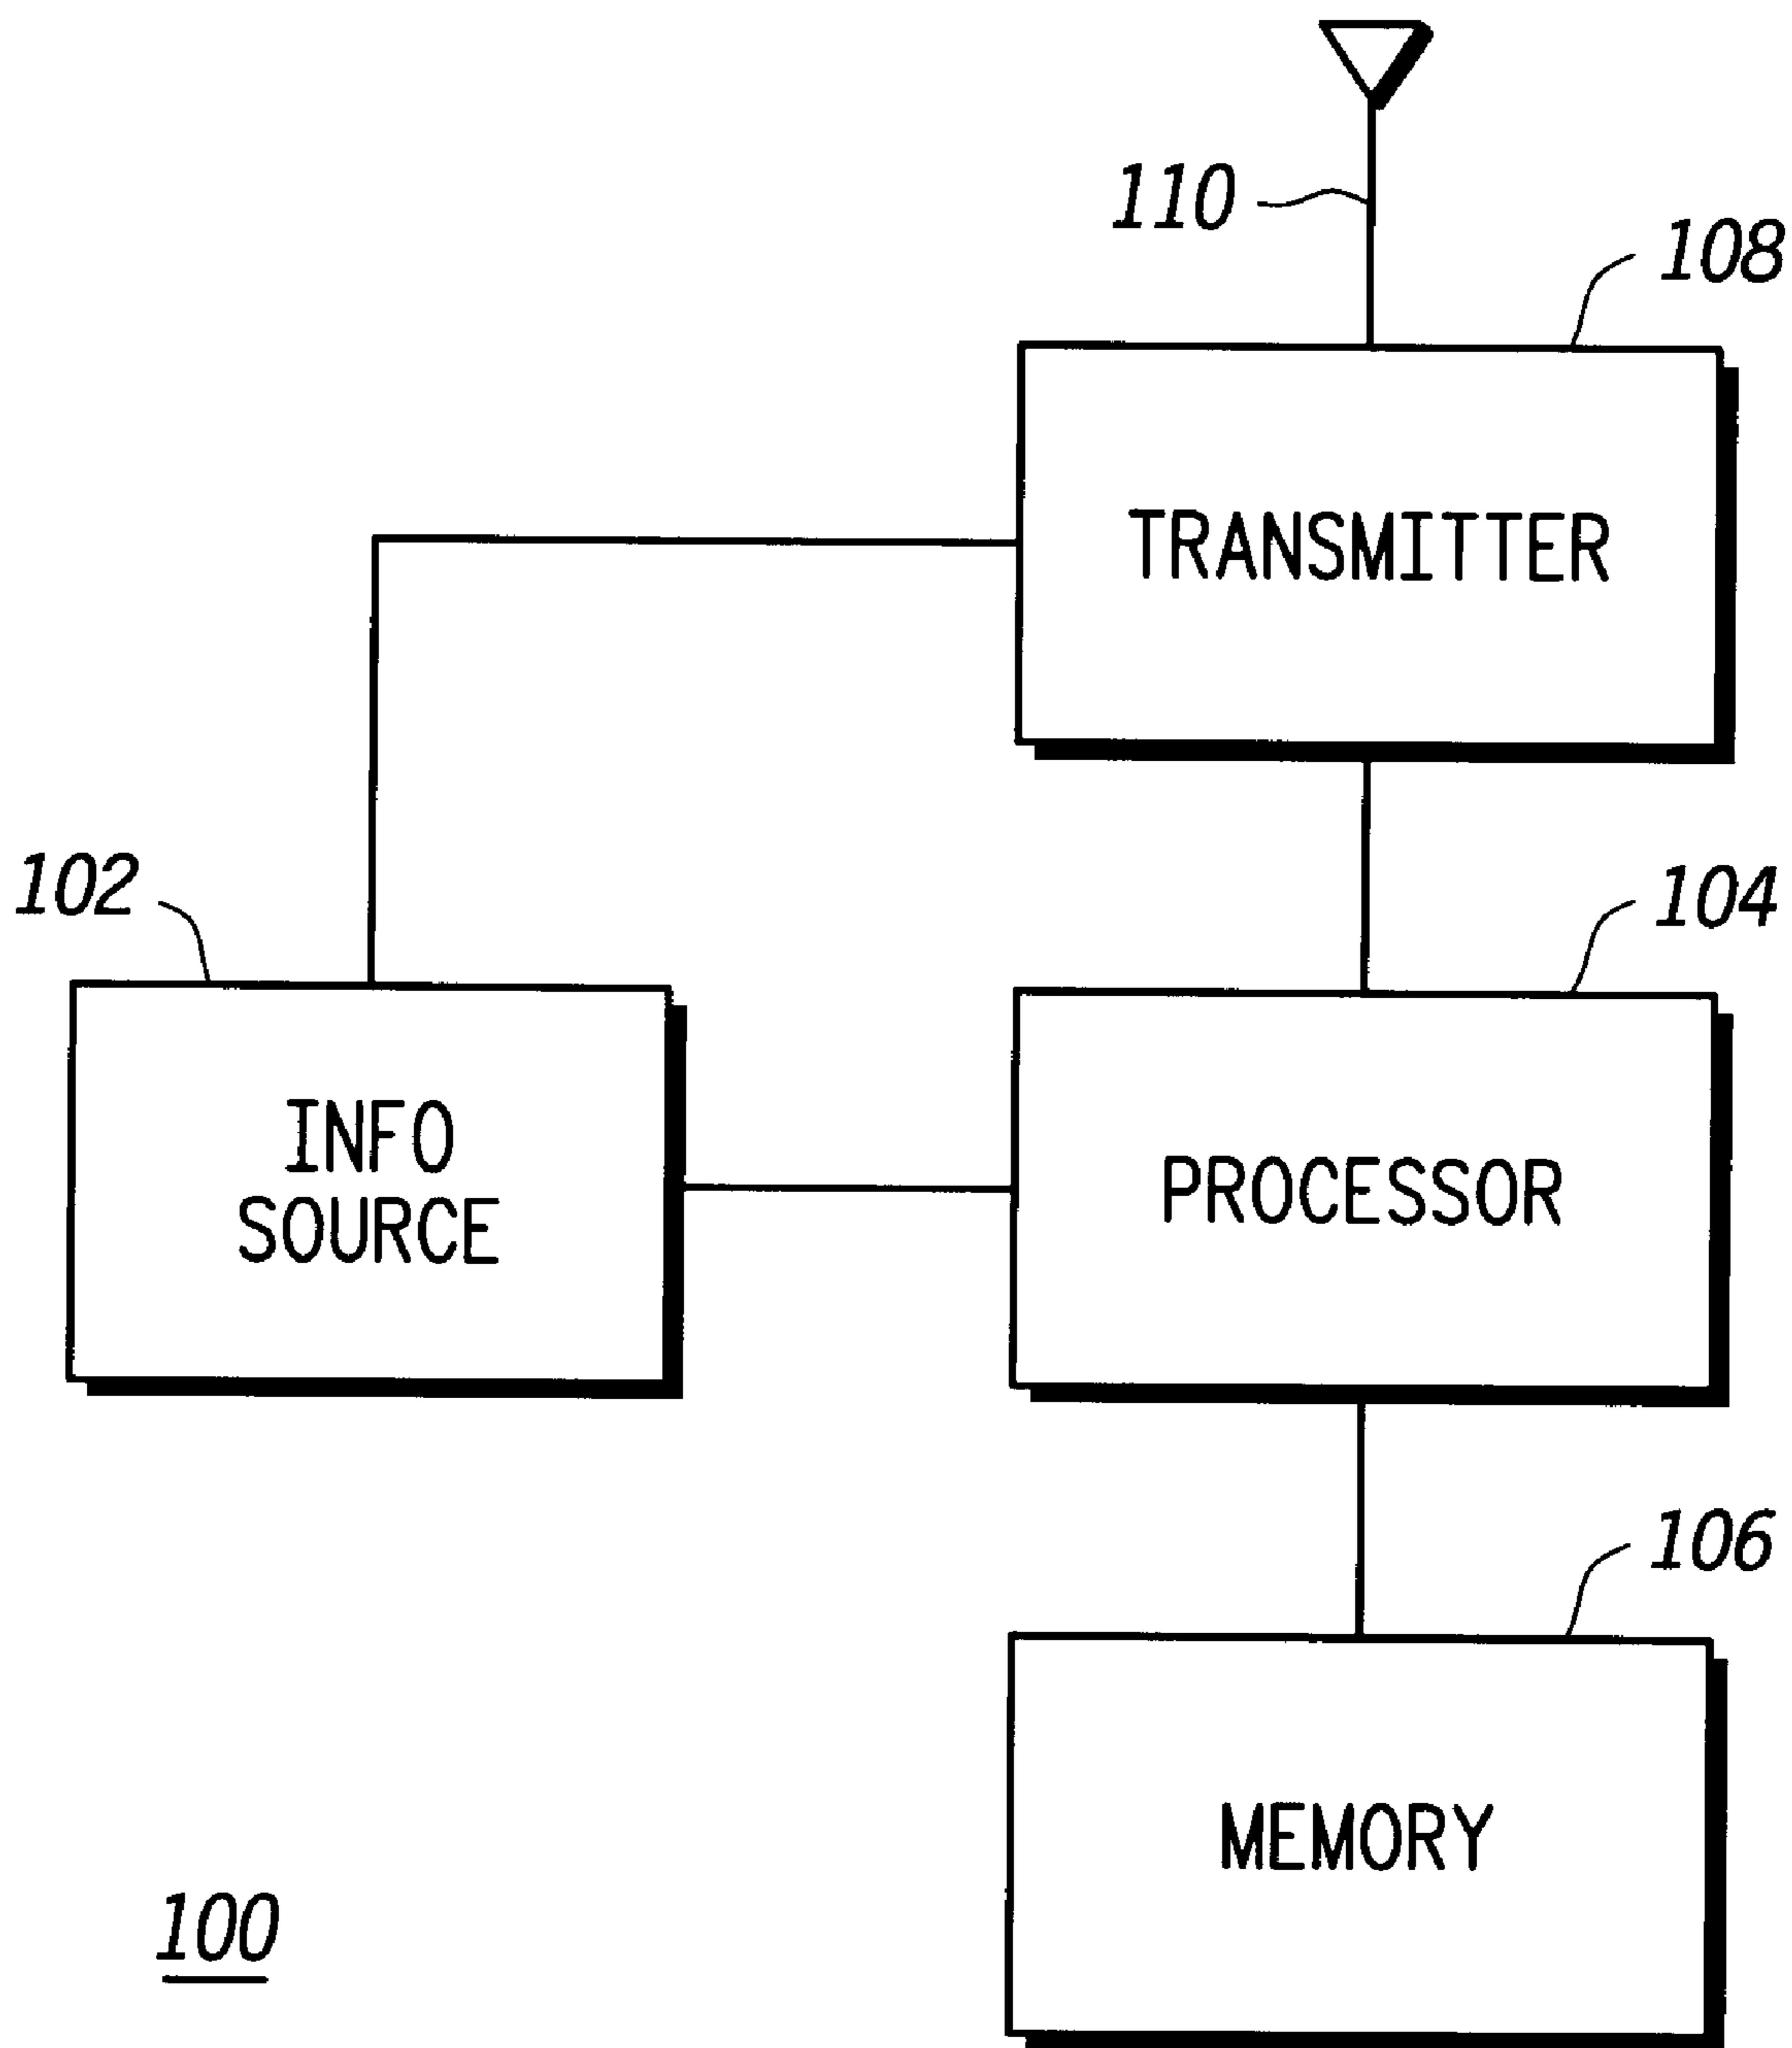 110
108
TRANSMITTER
102
104
INFO
SOURCE
PROCESSOR
106
MEMORY
100